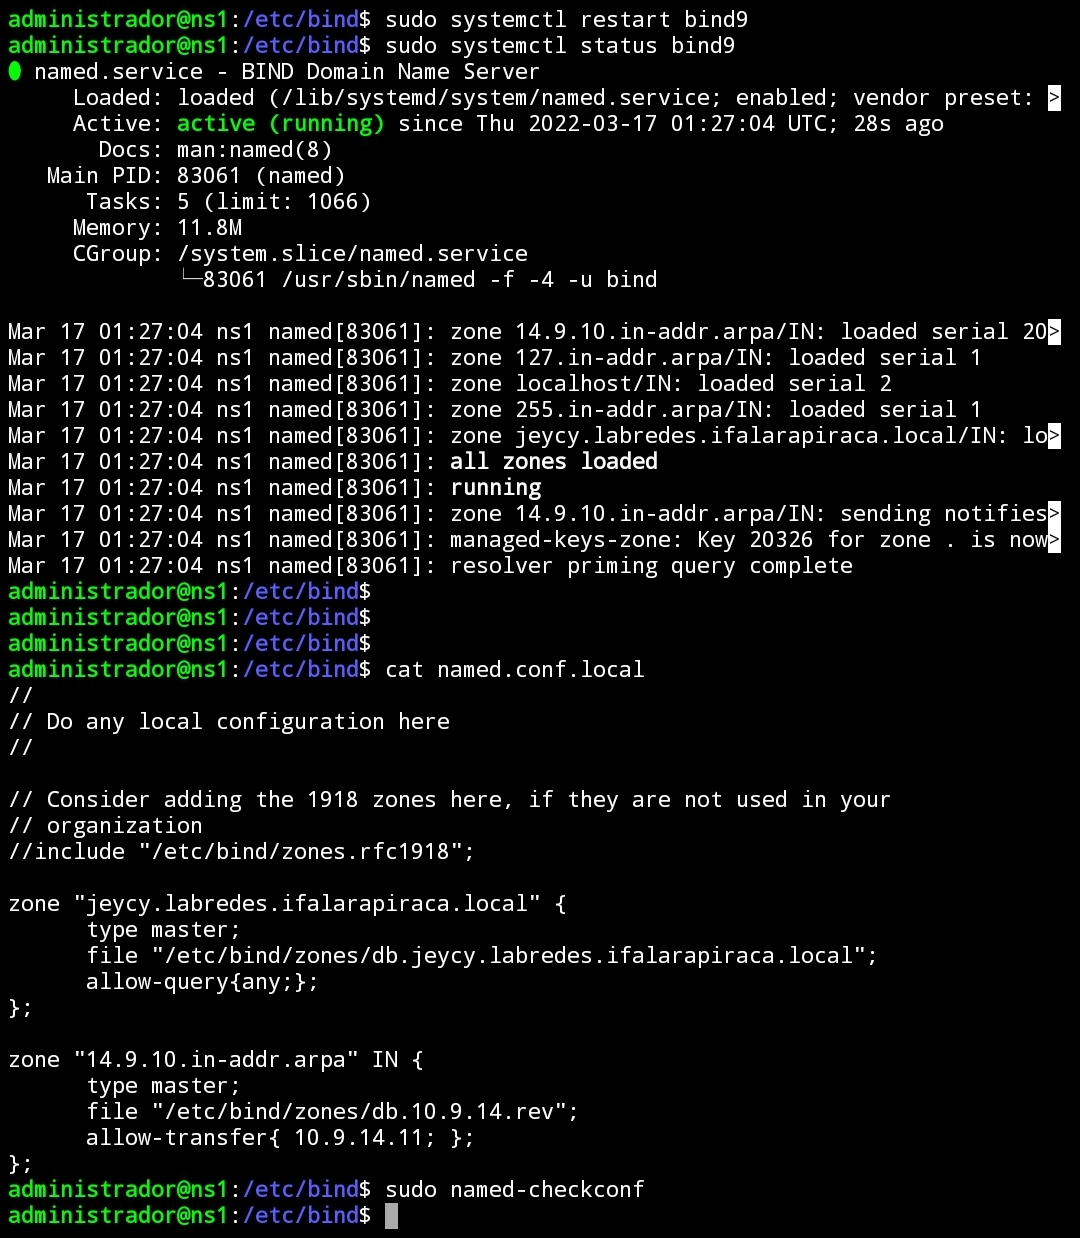 administrador@ns1:/etc/bind$ sudo systemctl restart bind9
administrador@ns1:/etc/bind$ sudo systemctl status bind9
● named.service - BIND Domain Name Server
     Loaded: loaded (/lib/systemd/system/named.service; enabled; vendor preset: >
     Active: active (running) since Thu 2022-03-17 01:27:04 UTC; 28s ago
       Docs: man:named(8)
   Main PID: 83061 (named)
      Tasks: 5 (limit: 1066)
     Memory: 11.8M
     CGroup: /system.slice/named.service
             └─83061 /usr/sbin/named -f -4 -u bind

Mar 17 01:27:04 ns1 named[83061]: zone 14.9.10.in-addr.arpa/IN: loaded serial 20>
Mar 17 01:27:04 ns1 named[83061]: zone 127.in-addr.arpa/IN: loaded serial 1
Mar 17 01:27:04 ns1 named[83061]: zone localhost/IN: loaded serial 2
Mar 17 01:27:04 ns1 named[83061]: zone 255.in-addr.arpa/IN: loaded serial 1
Mar 17 01:27:04 ns1 named[83061]: zone jeycy.labredes.ifalarapiraca.local/IN: lo>
Mar 17 01:27:04 ns1 named[83061]: all zones loaded
Mar 17 01:27:04 ns1 named[83061]: running
Mar 17 01:27:04 ns1 named[83061]: zone 14.9.10.in-addr.arpa/IN: sending notifies>
Mar 17 01:27:04 ns1 named[83061]: managed-keys-zone: Key 20326 for zone . is now>
Mar 17 01:27:04 ns1 named[83061]: resolver priming query complete
administrador@ns1:/etc/bind$
administrador@ns1:/etc/bind$
administrador@ns1:/etc/bind$
administrador@ns1:/etc/bind$ cat named.conf.local
//
// Do any local configuration here
//

// Consider adding the 1918 zones here, if they are not used in your
// organization
//include "/etc/bind/zones.rfc1918";

zone "jeycy.labredes.ifalarapiraca.local" {
      type master;
      file "/etc/bind/zones/db.jeycy.labredes.ifalarapiraca.local";
      allow-query{any;};
};

zone "14.9.10.in-addr.arpa" IN {
      type master;
      file "/etc/bind/zones/db.10.9.14.rev";
      allow-transfer{ 10.9.14.11; };
};
administrador@ns1:/etc/bind$ sudo named-checkconf
administrador@ns1:/etc/bind$